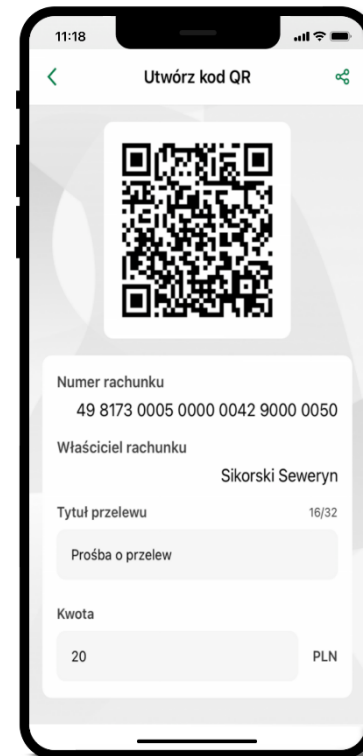 11:18
Utwórz kod QR
Numer rachunku
49 8173 0005 0000 0042 9000 0050
Właściciel rachunku
Sikorski Seweryn
Tytuł przelewu 16/32
Prośba o przelew
Kwota
20 PLN